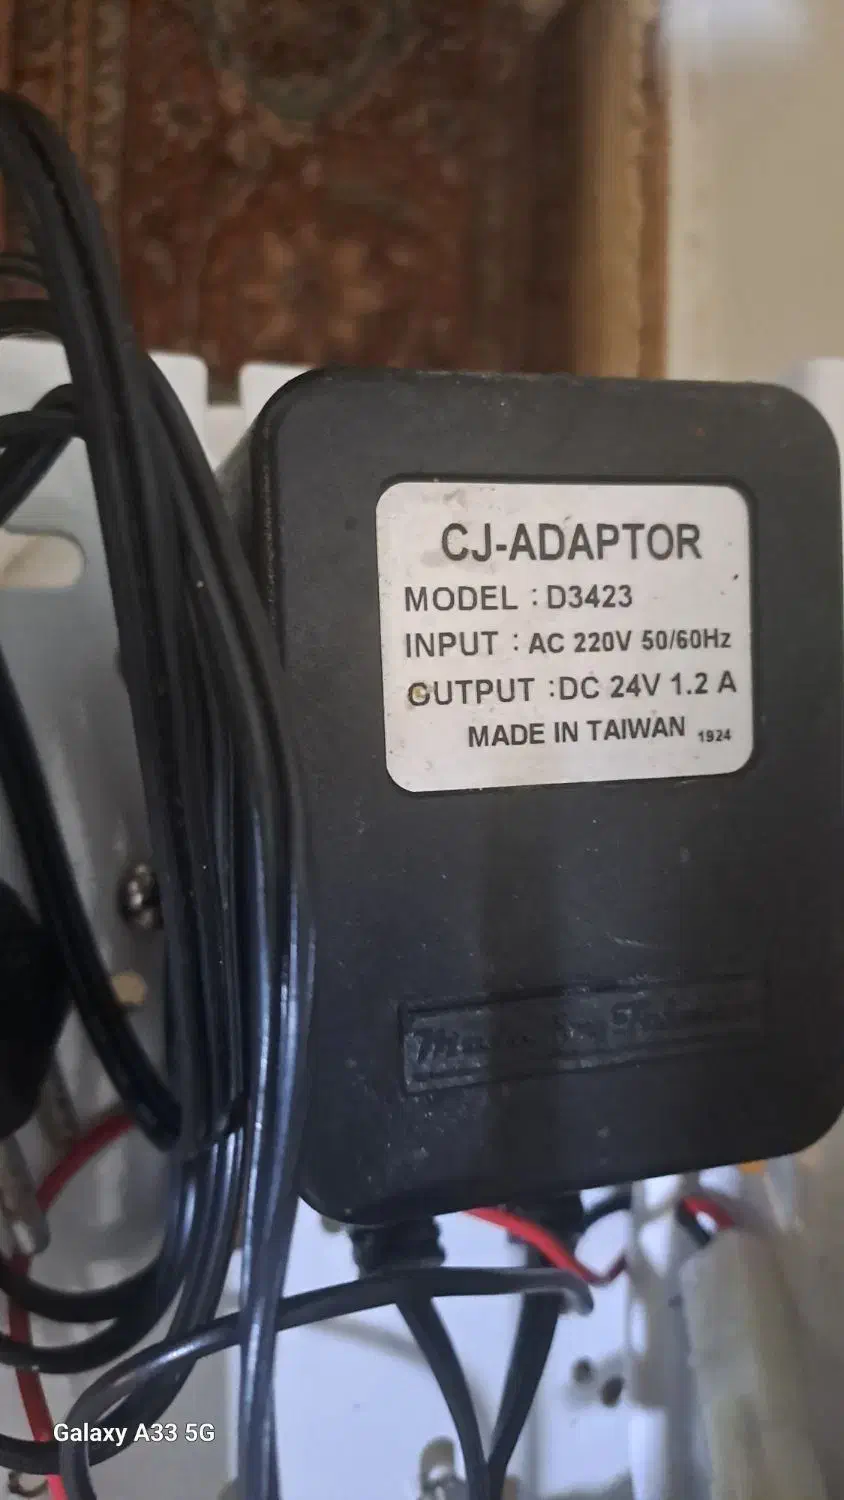 CJ-ADAPTOR
MODEL : D3423
INPUT : AC 220V 50/60Hz
OUTPUT :DC 24V 1.2 A
MADE IN TAIWAN 1924
Galaxy A33 5G